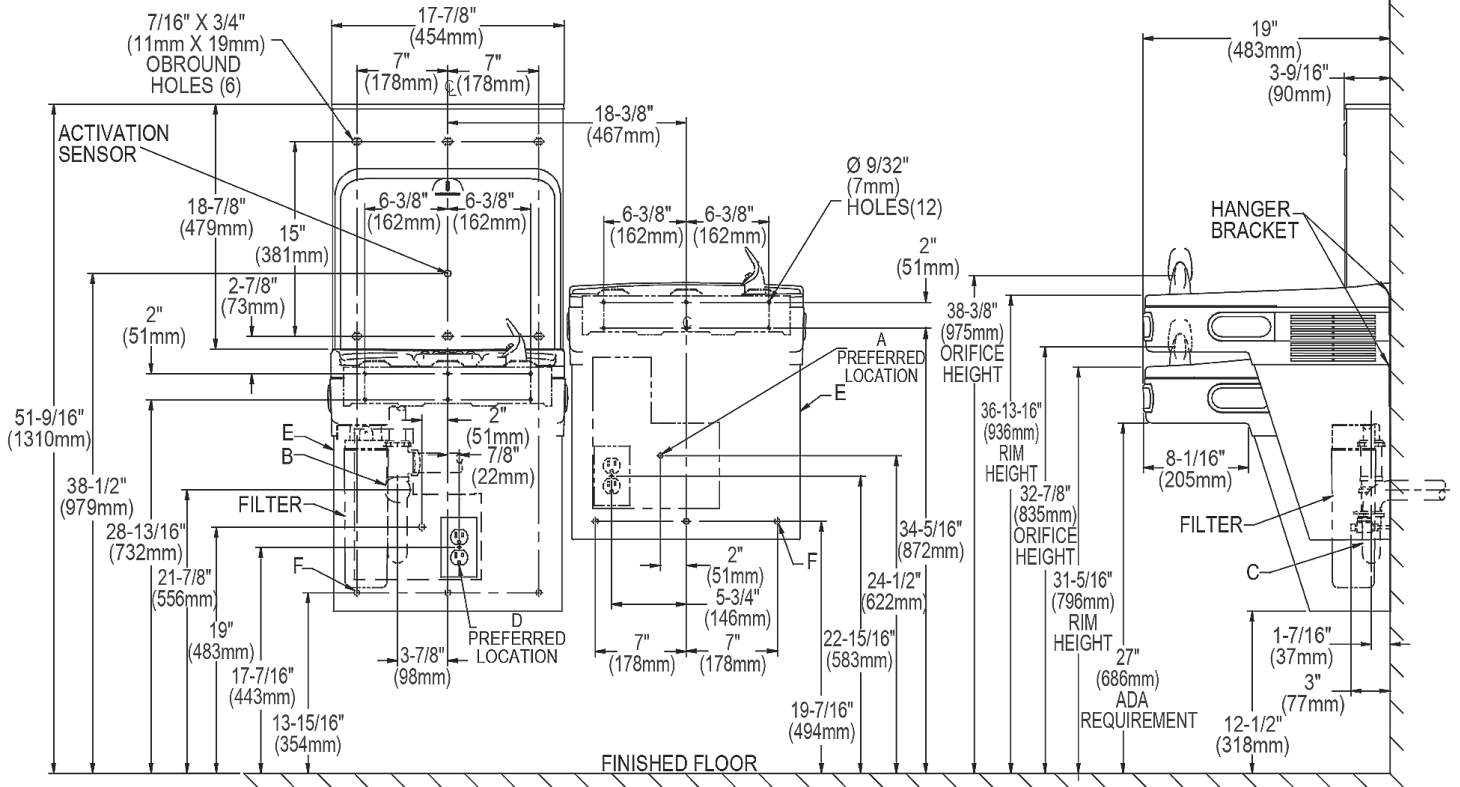 7/16" X 3/4"
(11mm X 19mm)
OBROUND
HOLES (6)
17-7/8"
(454mm)
7"
(178mm)
7"
(178mm)
℄
18-3/8"
(467mm)
19"
(483mm)
3-9/16"
(90mm)
ACTIVATION
SENSOR
Ø 9/32"
(7mm)
HOLES(12)
HANGER
BRACKET
18-7/8"
(479mm)
15"
(381mm)
6-3/8"
(162mm)
6-3/8"
(162mm)
6-3/8"
(162mm)
6-3/8"
(162mm)
2"
(51mm)
2-7/8"
(73mm)
2"
(51mm)
℄
A
PREFERRED
LOCATION
38-3/8"
(975mm)
ORIFICE
HEIGHT
E
51-9/16"
(1310mm)
38-1/2"
(979mm)
28-13/16"
(732mm)
21-7/8"
(556mm)
19"
(483mm)
17-7/16"
(443mm)
13-15/16"
(354mm)
E
B
FILTER
F
2"
(51mm)
7/8"
(22mm)
D
PREFERRED
LOCATION
3-7/8"
(98mm)
F
2"
(51mm)
5-3/4"
(146mm)
7"
(178mm)
7"
(178mm)
34-5/16"
(872mm)
24-1/2"
(622mm)
22-15/16"
(583mm)
19-7/16"
(494mm)
36-13-16"
(936mm)
RIM
HEIGHT
32-7/8"
(835mm)
ORIFICE
HEIGHT
31-5/16"
(796mm)
RIM
HEIGHT
27"
(686mm)
ADA
REQUIREMENT
8-1/16"
(205mm)
FILTER
C
1-7/16"
(37mm)
3"
(77mm)
12-1/2"
(318mm)
FINISHED FLOOR